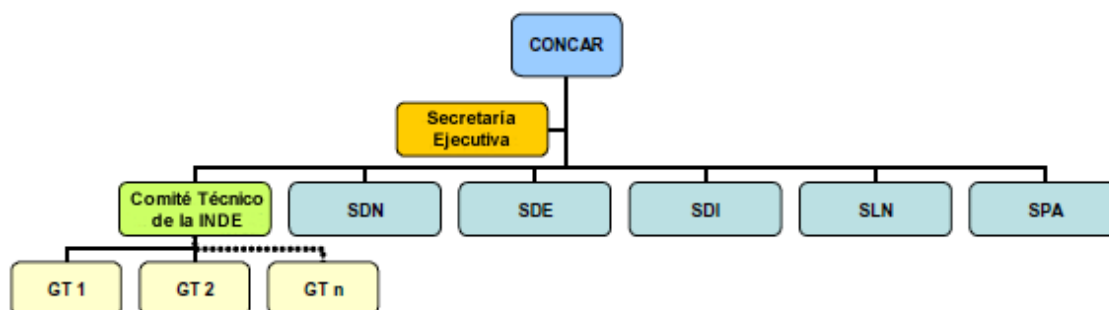 CONCAR
Secretaría
Ejecutiva
Comité Técnico
de la INDE
SDN
SDE
SDI
SLN
SPA
GT 1
GT 2
GT n